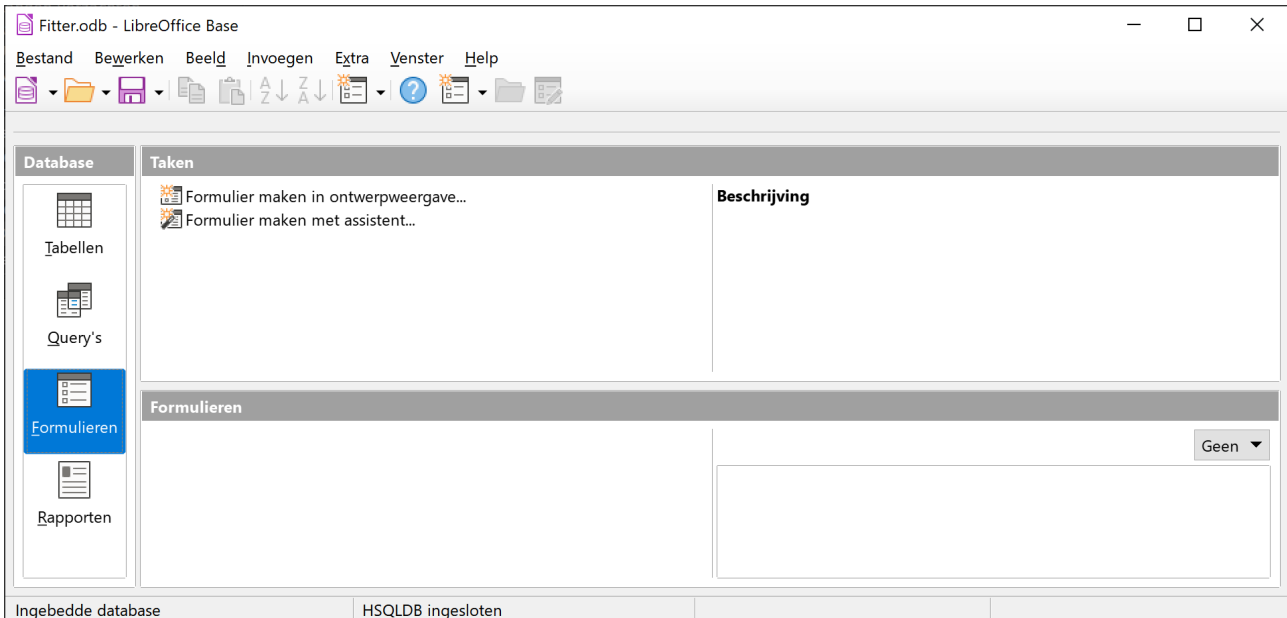 Fitter.odb - LibreOffice Base
Bestand Bewerken Beeld Invoegen Extra Venster Help
Database
Tabellen
Query's
Formulieren
Rapporten
Taken
Formulier maken in ontwerpweergave...
Formulier maken met assistent...
Beschrijving
Formulieren
Geen
Ingebedde database HSQLDB ingesloten